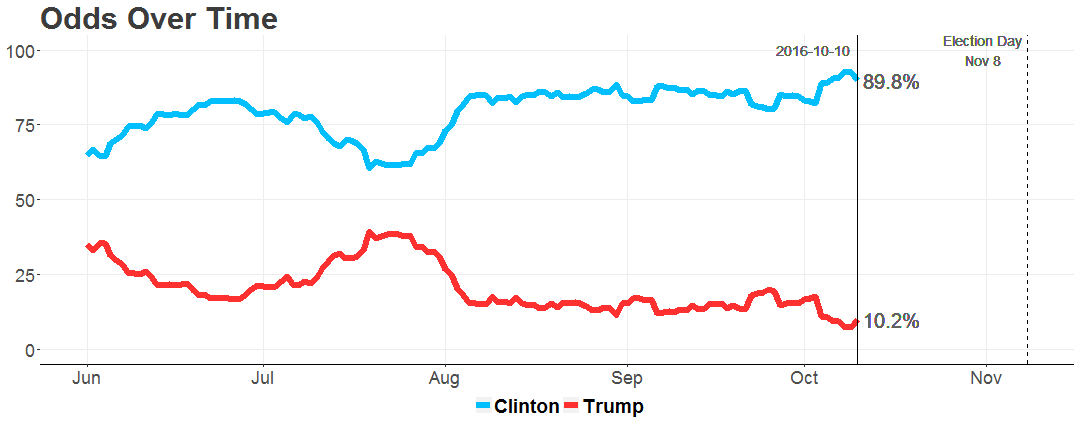 Odds Over Time
100
75
50
25
0
2016-10-10
Election Day
Nov 8
89.8%
10.2%
Jun Jul Aug Sep Oct Nov
Clinton Trump